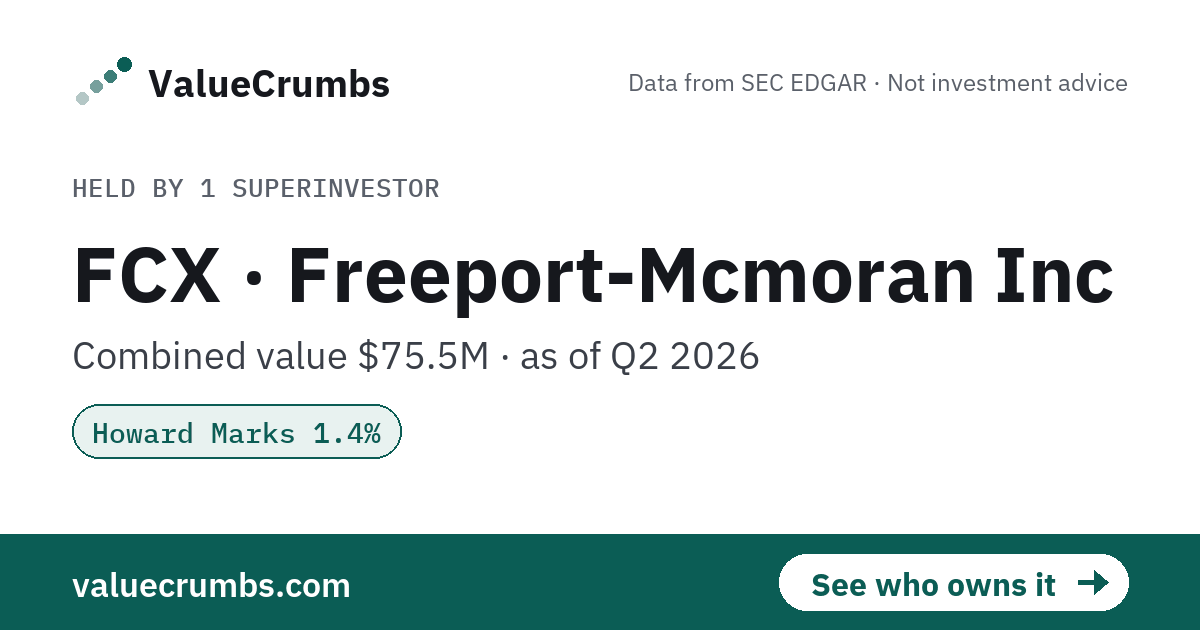 ValueCrumbs
Data from SEC EDGAR · Not investment advice
HELD BY 1 SUPERINVESTOR
FCX · Freeport-Mcmoran Inc
Combined value $75.5M · as of Q2 2026
Howard Marks 1.4%
valuecrumbs.com
See who owns it →